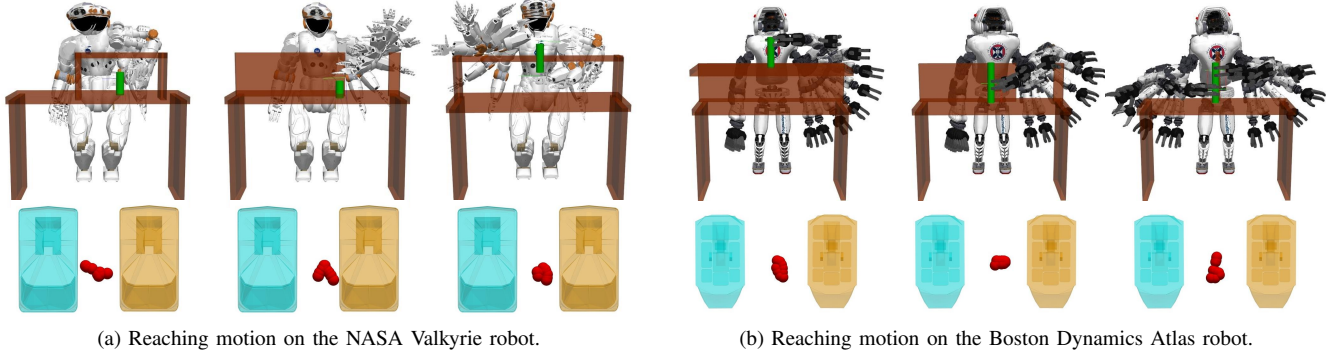 (a) Reaching motion on the NASA Valkyrie robot.
(b) Reaching motion on the Boston Dynamics Atlas robot.